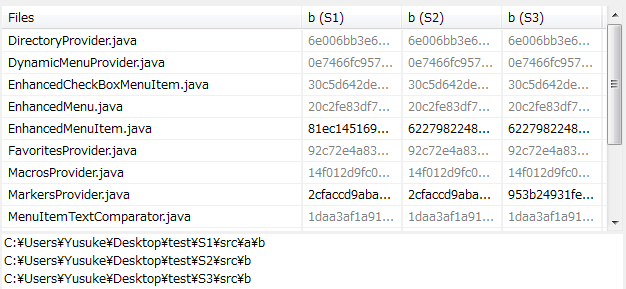 Files b (S1) b (S2) b (S3)
DirectoryProvider.java 6e006bb3e6... 6e006bb3e6... 6e006bb3e6...
DynamicMenuProvider.java 0e7466fc957... 0e7466fc957... 0e7466fc957...
EnhancedCheckBoxMenuItem.java 30c5d642de... 30c5d642de... 30c5d642de...
EnhancedMenu.java 20c2fe83df7... 20c2fe83df7... 20c2fe83df7...
EnhancedMenuItem.java 81ec145169... 6227982248... 6227982248...
FavoritesProvider.java 92c72e4a83... 92c72e4a83... 92c72e4a83...
MacrosProvider.java 14f012d9fc0... 14f012d9fc0... 14f012d9fc0...
MarkersProvider.java 2cfaccd9aba... 2cfaccd9aba... 953b24931fe...
MenuItemTextComparator.java 1daa3af1a91... 1daa3af1a91... 1daa3af1a91...
C:¥Users¥Yusuke¥Desktop¥test¥S1¥src¥a¥b
C:¥Users¥Yusuke¥Desktop¥test¥S2¥src¥b
C:¥Users¥Yusuke¥Desktop¥test¥S3¥src¥b